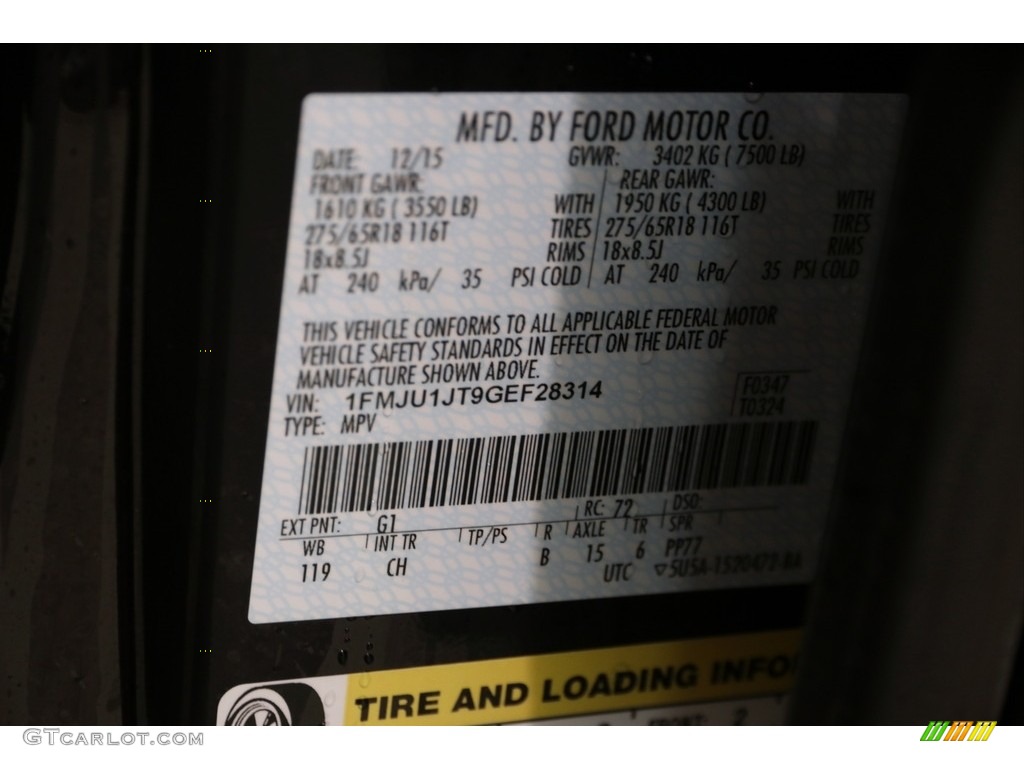 MFD. BY FORD MOTOR CO.
DATE: 12/15 GVWR: 3402 KG ( 7500 LB)
FRONT GAWR: REAR GAWR:
1610 KG ( 3550 LB) WITH 1950 KG ( 4300 LB) WITH
275/65R18 116T TIRES 275/65R18 116T TIRES
18x8.5J RIMS 18x8.5J RIMS
AT 240 kPa/ 35 PSI COLD AT 240 kPa/ 35 PSI COLD
THIS VEHICLE CONFORMS TO ALL APPLICABLE FEDERAL MOTOR
VEHICLE SAFETY STANDARDS IN EFFECT ON THE DATE OF
MANUFACTURE SHOWN ABOVE.
VIN: 1FMJU1JT9GEF28314 F0347
TYPE: MPV T0324
EXT PNT: G1 RC: 72 DSO:
WB INT TR TP/PS R AXLE TR SPR
119 CH B 15 6 PP77
UTC ▽5U5A-1520472-BA
TIRE AND LOADING INFO
FRONT: 2
GTCARLOT.COM